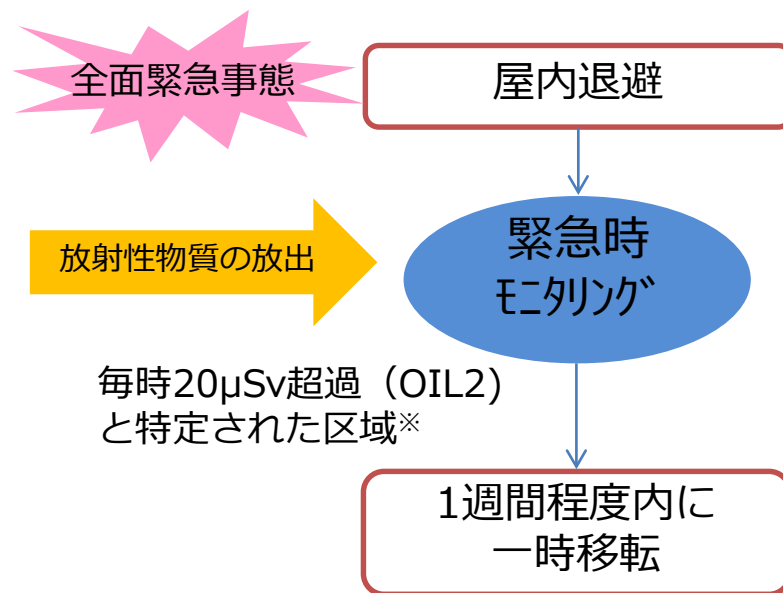 全面緊急事態
屋内退避
放射性物質の放出
緊急時
ﾓﾆﾀﾘﾝｸﾞ
毎時20μSv超過（OIL2)
と特定された区域※
1週間程度内に
一時移転